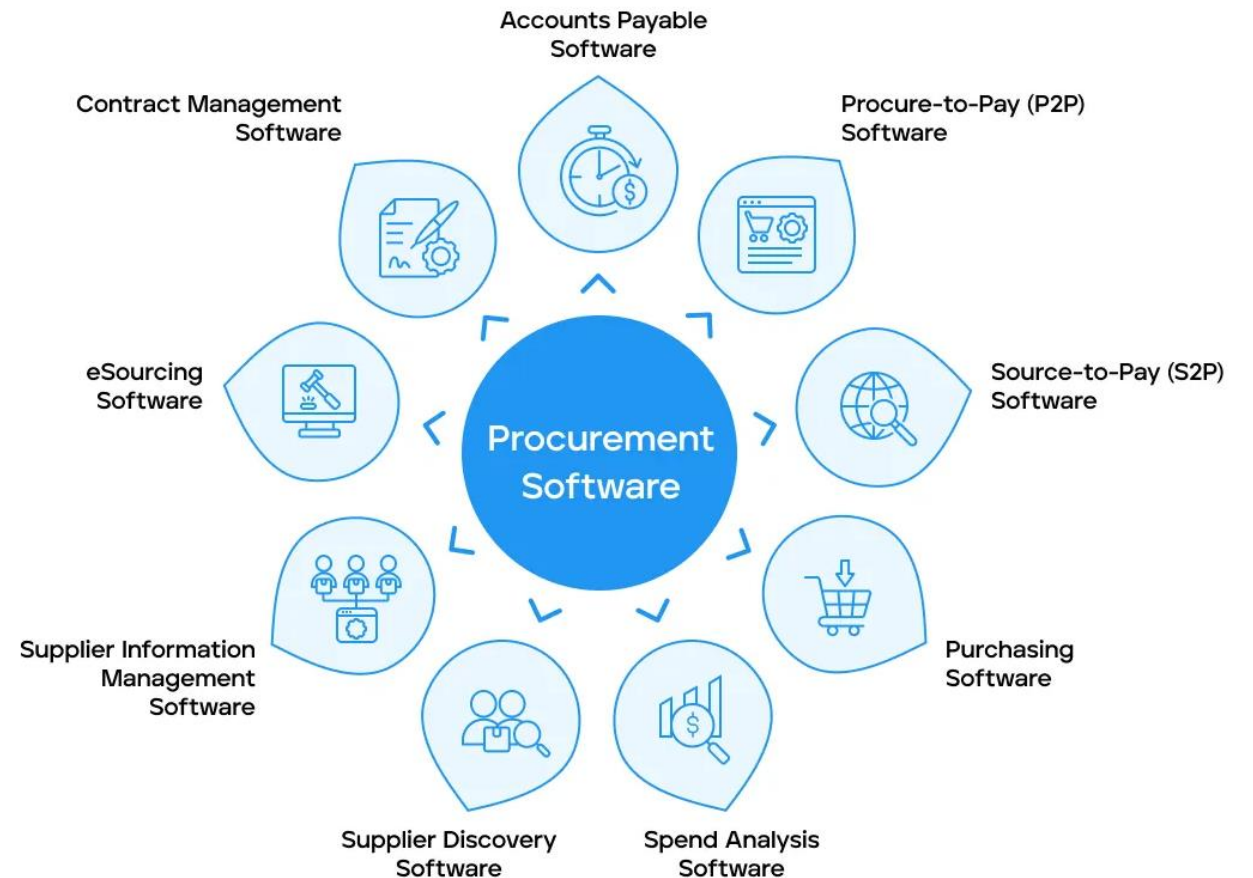 Accounts Payable
Software
Contract Management
Software
Procure-to-Pay (P2P)
Software
eSourcing
Software
Source-to-Pay (S2P)
Software
Procurement
Software
Supplier Information
Management
Software
Purchasing
Software
Supplier Discovery
Software
Spend Analysis
Software
$
$